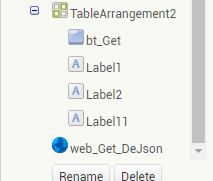 TableArrangement2
bt_Get
A Label1
A Label2
A Label11
web_Get_DeJson
Rename Delete